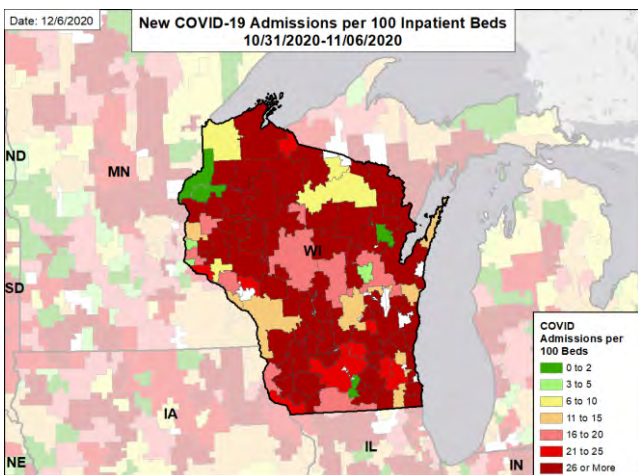 Date: 12/6/2020
New COVID-19 Admissions per 100 Inpatient Beds
10/31/2020-11/06/2020
ND
MN
WI
SD
IA
NE
IL
IN
COVID
Admissions per
100 Beds
0 to 2
3 to 5
6 to 10
11 to 15
16 to 20
21 to 25
26 or More